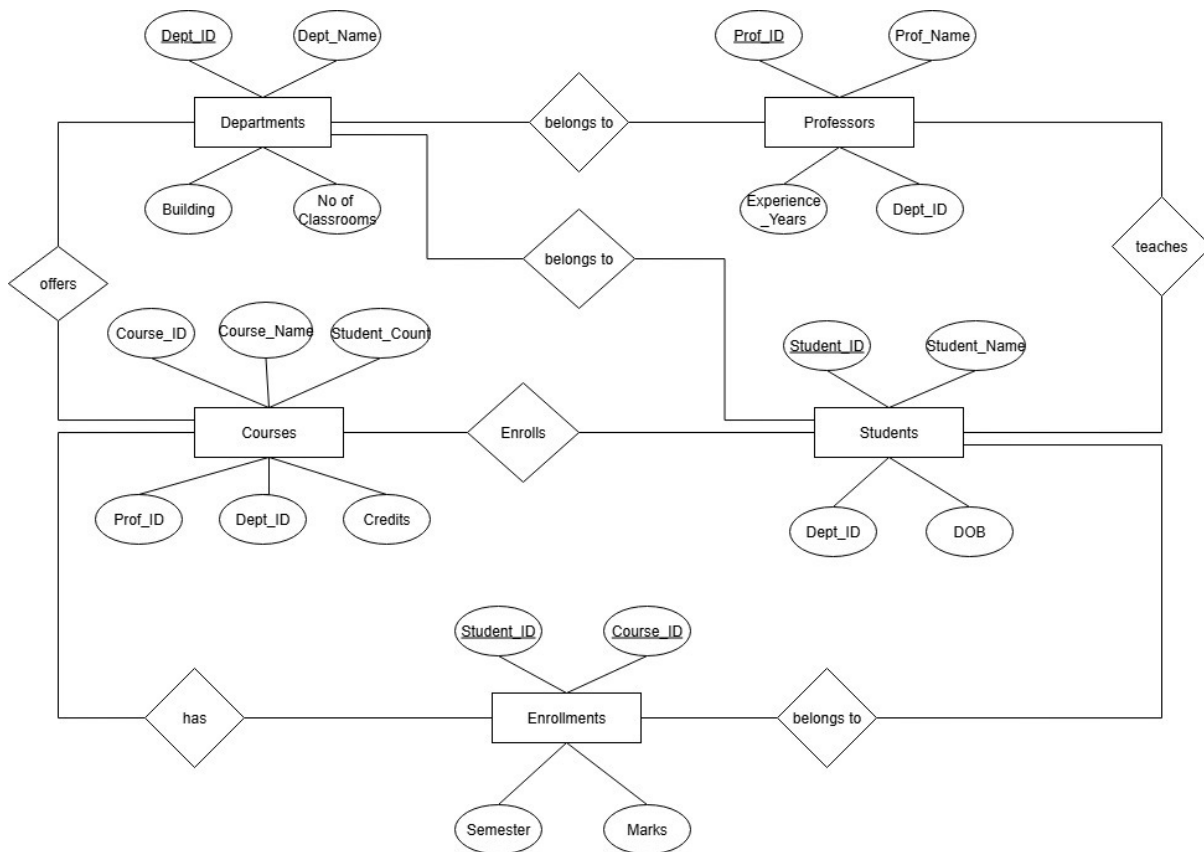 Dept_ID
Dept_Name
Prof_ID
Prof_Name
Departments
belongs to
Professors
Building
No of
Classrooms
Experience
_Years
Dept_ID
belongs to
teaches
offers
Course_ID
Course_Name
Student_Count
Student_ID
Student_Name
Courses
Enrolls
Students
Prof_ID
Dept_ID
Credits
Dept_ID
DOB
Student_ID
Course_ID
has
Enrollments
belongs to
Semester
Marks